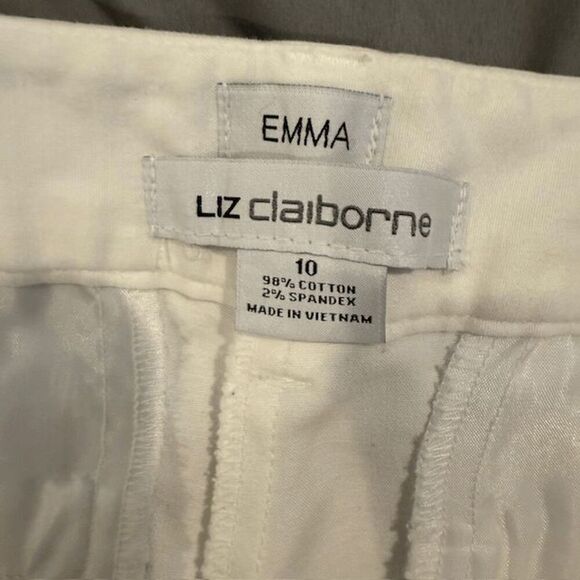 EMMA
LIZ claiborne
10
98% COTTON
2% SPANDEX
MADE IN VIETNAM